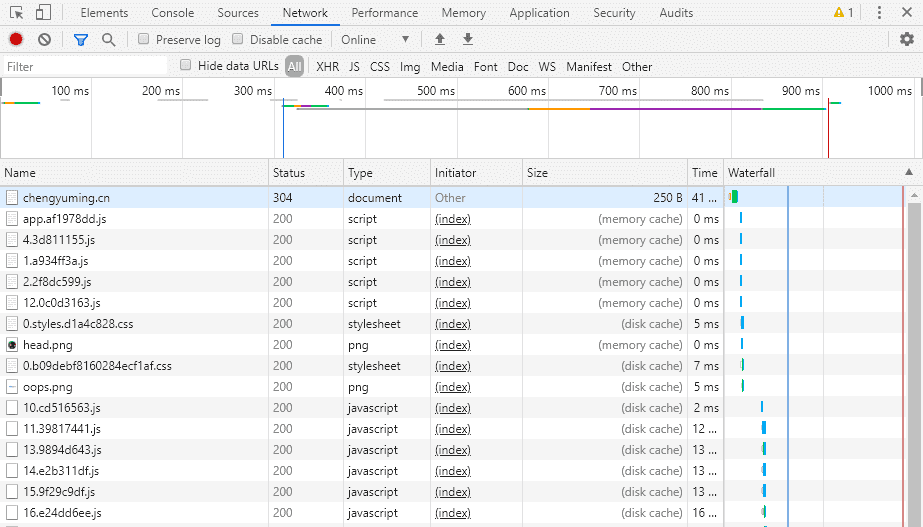 Elements Console Sources Network Performance Memory Application Security Audits 1
Preserve log Disable cache Online
Filter Hide data URLs All XHR JS CSS Img Media Font Doc WS Manifest Other
100 ms 200 ms 300 ms 400 ms 500 ms 600 ms 700 ms 800 ms 900 ms 1000 ms
Name Status Type Initiator Size Time Waterfall
chengyuming.cn 304 document Other 250 B 41 ...
app.af1978dd.js 200 script (index) (memory cache) 0 ms
4.3d811155.js 200 script (index) (memory cache) 0 ms
1.a934ff3a.js 200 script (index) (memory cache) 0 ms
2.2f8dc599.js 200 script (index) (memory cache) 0 ms
12.0c0d3163.js 200 script (index) (memory cache) 0 ms
0.styles.d1a4c828.css 200 stylesheet (index) (disk cache) 5 ms
head.png 200 png (index) (memory cache) 0 ms
0.b09debf8160284ecf1af.css 200 stylesheet (index) (disk cache) 7 ms
oops.png 200 png (index) (disk cache) 5 ms
10.cd516563.js 200 javascript (index) (disk cache) 2 ms
11.39817441.js 200 javascript (index) (disk cache) 12 ...
13.9894d643.js 200 javascript (index) (disk cache) 13 ...
14.e2b311df.js 200 javascript (index) (disk cache) 13 ...
15.9f29c9df.js 200 javascript (index) (disk cache) 13 ...
16.e24dd6ee.js 200 javascript (index) (disk cache) 16 ...